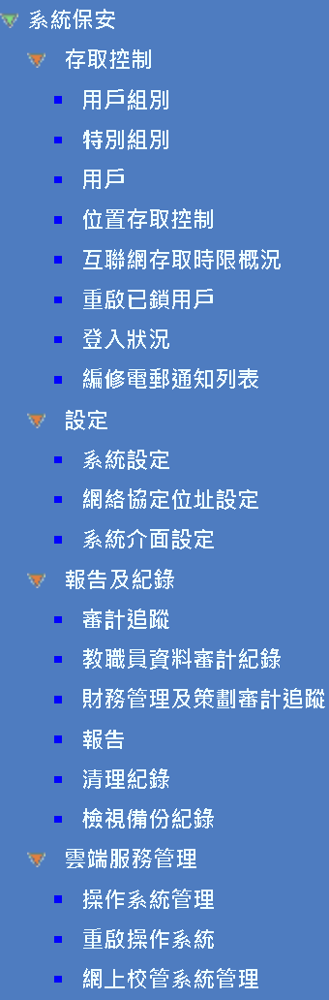 系統保安
存取控制
用戶組別
特別組別
用戶
位置存取控制
互聯網存取時限概況
重啟已鎖用戶
登入狀況
編修電郵通知列表
設定
系統設定
網絡協定位址設定
系統介面設定
報告及紀錄
審計追蹤
教職員資料審計紀錄
財務管理及策劃審計追蹤
報告
清理紀錄
檢視備份紀錄
雲端服務管理
操作系統管理
重啟操作系統
網上校管系統管理